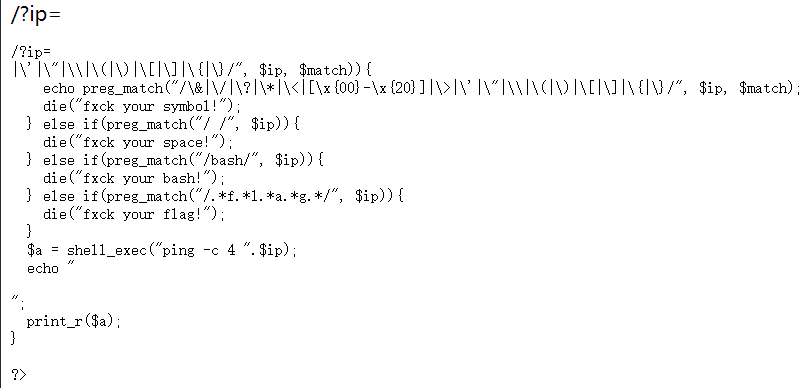 /?ip=
/?ip=
|\'|\"|\\|\(|\)|\[|\]|\{|\}/", $ip, $match)){
    echo preg_match("/\&|\/|\?|\*|\<|[\x{00}-\x{20}]|\>|\'|\"|\\|\(|\)|\[|\]|\{|\}/", $ip, $match);
    die("fxck your symbol!");
  } else if(preg_match("/ /", $ip)){
    die("fxck your space!");
  } else if(preg_match("/bash/", $ip)){
    die("fxck your bash!");
  } else if(preg_match("/.*f.*l.*a.*g.*/", $ip)){
    die("fxck your flag!");
  }
  $a = shell_exec("ping -c 4 ".$ip);
  echo "
";
  print_r($a);
}
?>